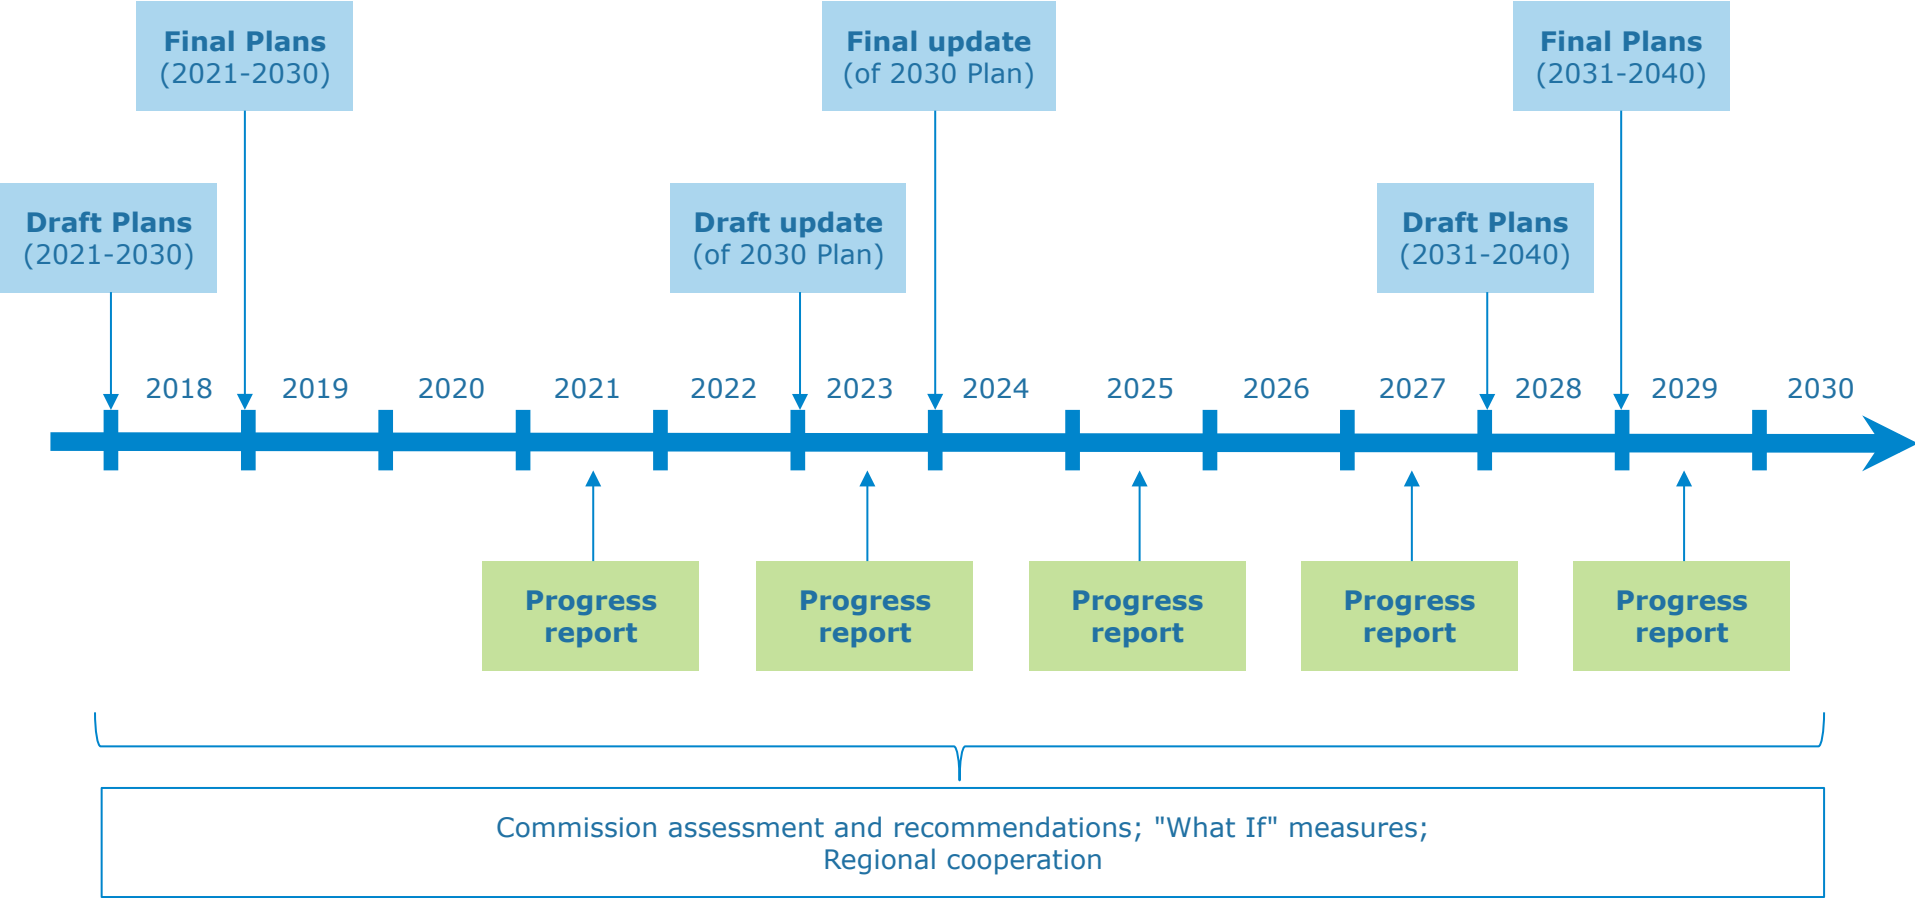 Final Plans
(2021-2030)
Final update
(of 2030 Plan)
Final Plans
(2031-2040)
Draft Plans
(2021-2030)
Draft update
(of 2030 Plan)
Draft Plans
(2031-2040)
2018 2019 2020 2021 2022 2023 2024 2025 2026 2027 2028 2029 2030
Progress
report
Progress
report
Progress
report
Progress
report
Progress
report
Commission assessment and recommendations; "What If" measures;
Regional cooperation